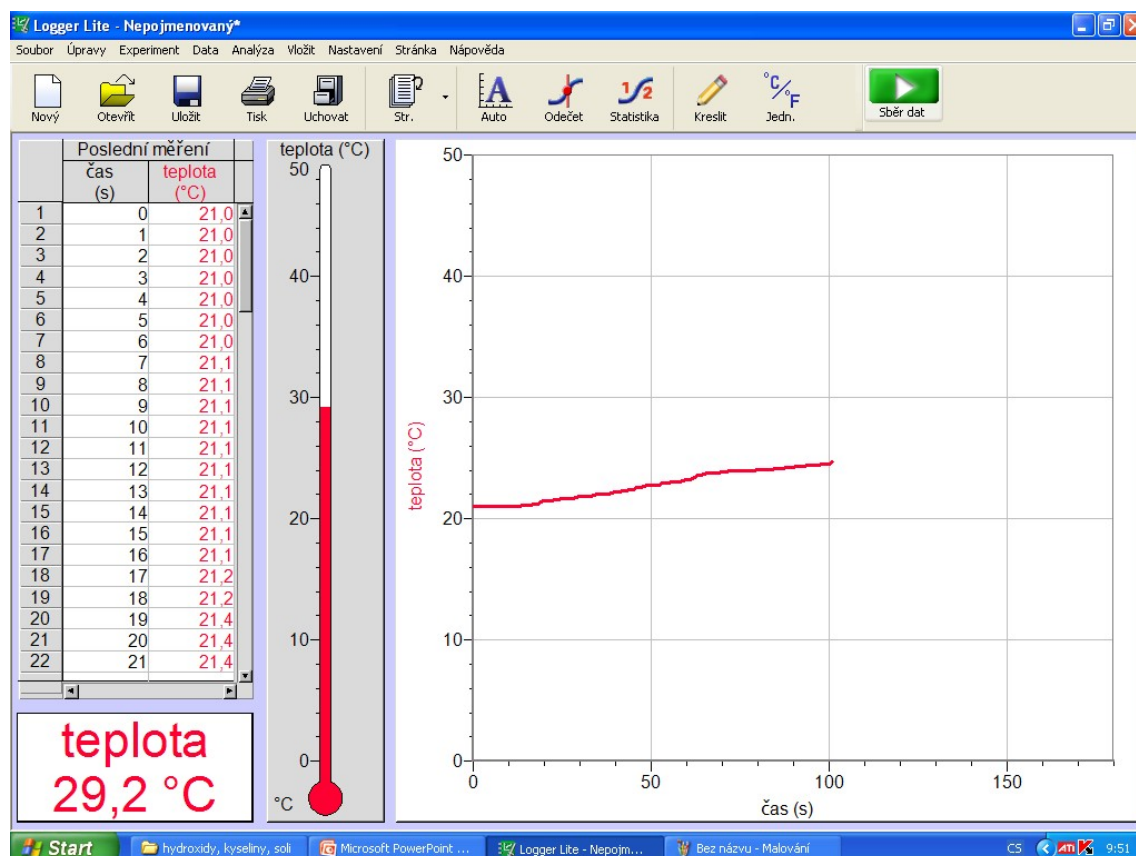 Logger Lite - Nepojmenovaný*
Soubor Úpravy Experiment Data Analýza Vložit Nastavení Stránka Nápověda
Nový Otevřít Uložit Tisk Uchovat Str. Auto Odečet Statistika Kreslit Jedn. Sběr dat
Poslední měření
čas teplota
(s) (°C)
1 0 21,0
2 1 21,0
3 2 21,0
4 3 21,0
5 4 21,0
6 5 21,0
7 6 21,0
8 7 21,1
9 8 21,1
10 9 21,1
11 10 21,1
12 11 21,1
13 12 21,1
14 13 21,1
15 14 21,1
16 15 21,1
17 16 21,1
18 17 21,2
19 18 21,2
20 19 21,4
21 20 21,4
22 21 21,4
teplota
29,2 °C
teplota (°C)
50
40
30
20
10
0
°C
50
40
30
20
10
0
teplota (°C)
0 50 100 150
čas (s)
Start hydroxidy, kyseliny, soli Microsoft PowerPoint ... Logger Lite - Nepojm... Bez názvu - Malování CS ATI K 9:51